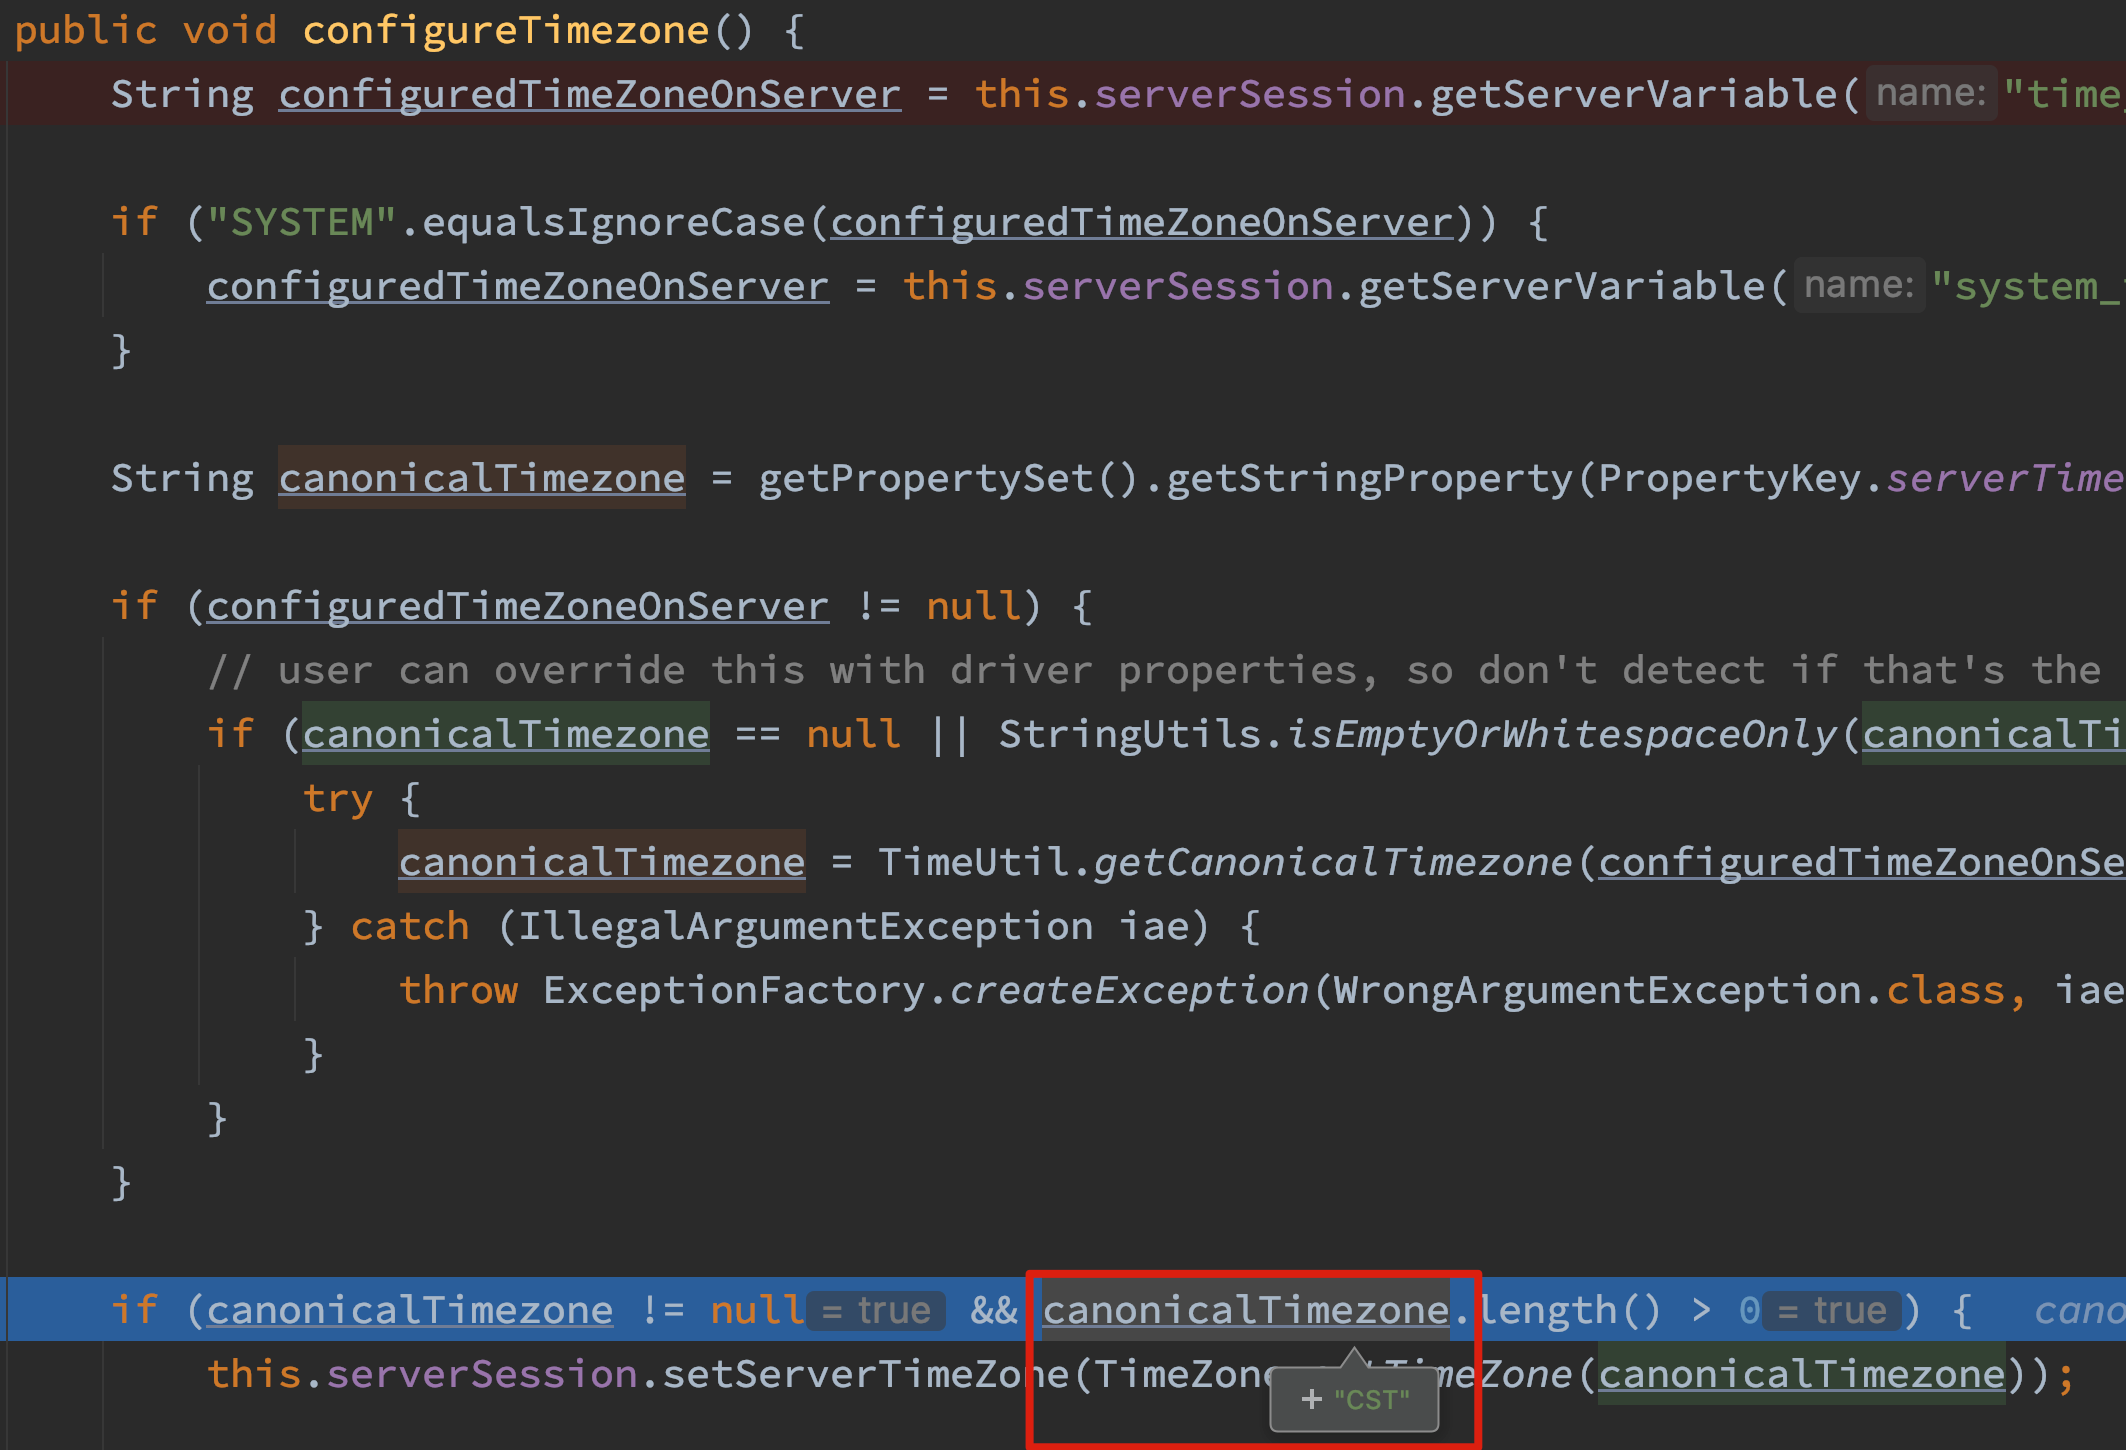 public void configureTimezone() {
String configuredTimeZoneOnServer = this.serverSession.getServerVariable( name: "time_
if ("SYSTEM".equalsIgnoreCase(configuredTimeZoneOnServer)) {
configuredTimeZoneOnServer = this.serverSession.getServerVariable( name: "system_
}
String canonicalTimezone = getPropertySet().getStringProperty(PropertyKey.serverTime
if (configuredTimeZoneOnServer != null) {
// user can override this with driver properties, so don't detect if that's the
if (canonicalTimezone == null || StringUtils.isEmptyOrWhitespaceOnly(canonicalTi
try {
canonicalTimezone = TimeUtil.getCanonicalTimezone(configuredTimeZoneOnSe
} catch (IllegalArgumentException iae) {
throw ExceptionFactory.createException(WrongArgumentException.class, iae
}
}
}
if (canonicalTimezone != null = true && canonicalTimezone.length() > 0 = true ) { cano
this.serverSession.setServerTimeZone(TimeZone meZone(canonicalTimezone));
+ "CST"